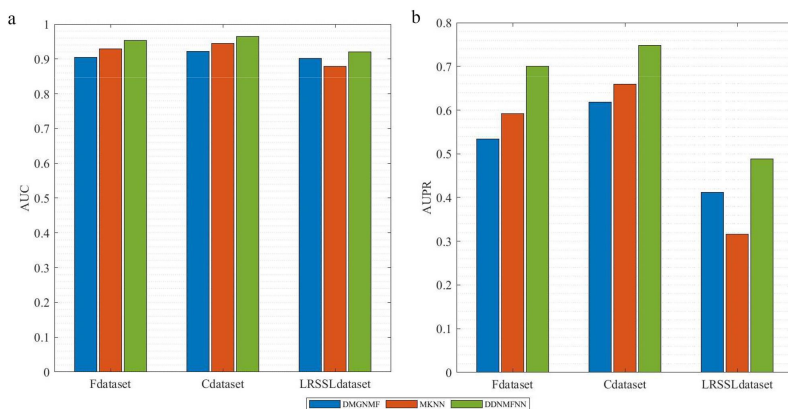 a
1
0.9
0.8
0.7
0.6
0.5
0.4
0.3
0.2
0.1
0
AUC
Fdataset Cdataset LRSSLdataset
b
0.8
0.7
0.6
0.5
0.4
0.3
0.2
0.1
0
AUPR
Fdataset Cdataset LRSSLdataset
DMGNMF MKNN DDNMFNN